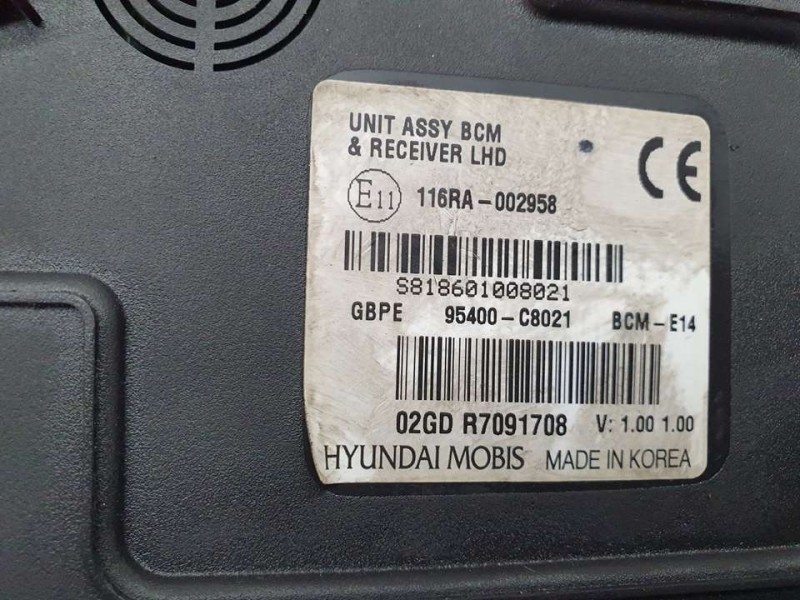 UNIT ASSY BCM
& RECEIVER LHD
CE
E11 116RA-002958
S818601008021
GBPE 95400-C8021 BCM-E14
02GD R7091708 V: 1.00 1.00
HYUNDAI MOBIS MADE IN KOREA